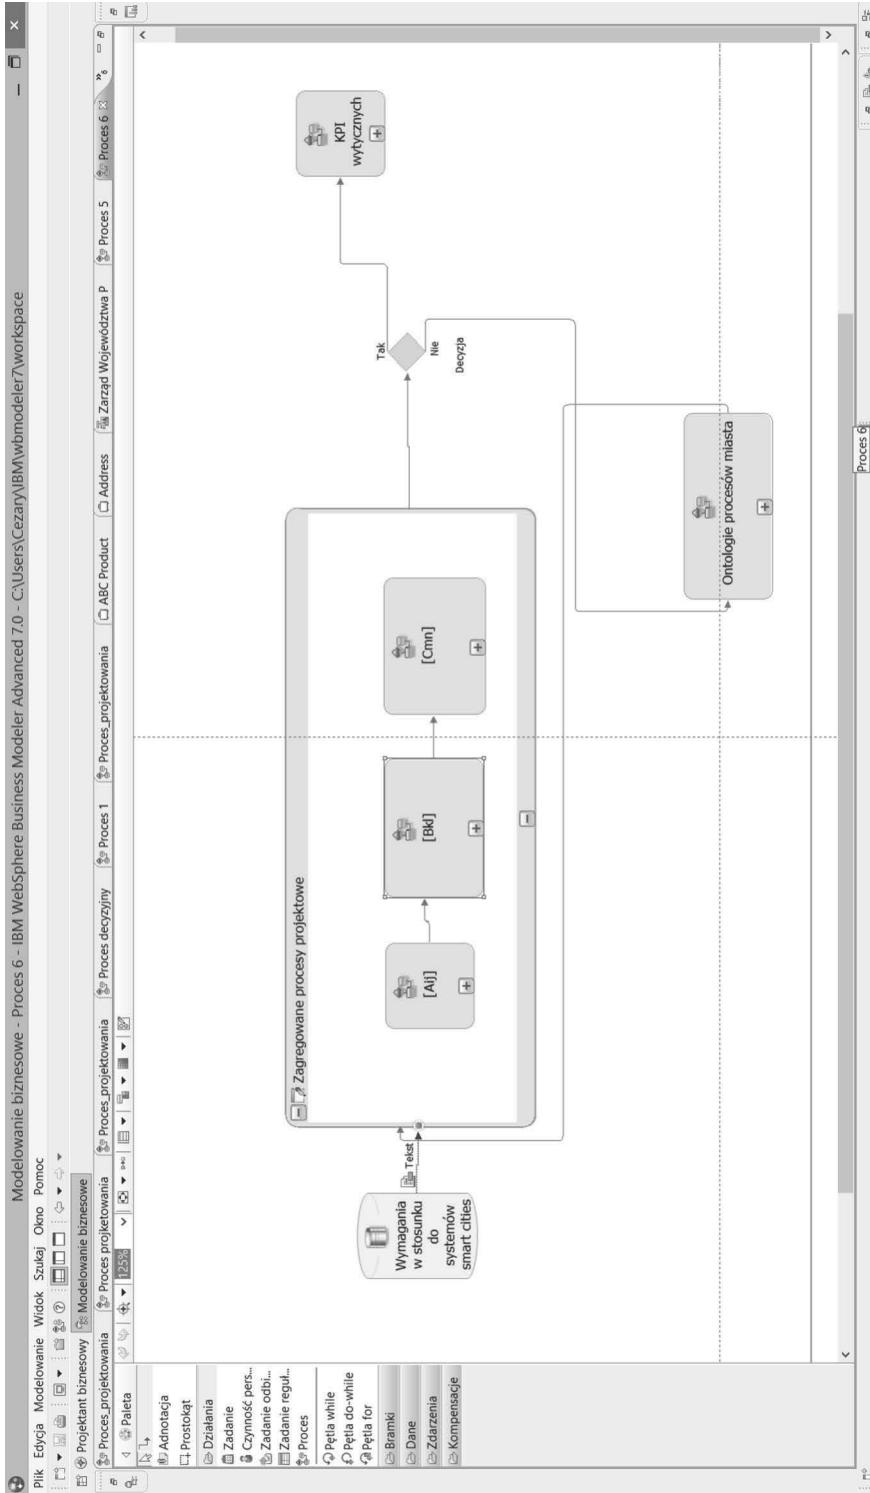 Modelowanie biznesowe - Proces 6 - IBM WebSphere Business Modeler Advanced 7.0 - C:\Users\Cezary\IBM\wbmodeler7\workspace
Plik Edycja Modelowanie Widok Szukaj Okno Pomoc
Projektant biznesowy Modelowanie biznesowe
Proces_projektowania Proces projketowania Proces_projektowania Proces decyzyjny Proces 1 Proces_projektowania ABC Product Address Zarząd Województwa P Proces 5 Proces 6 »6
Paleta 125%
Adnotacja
Prostokąt
Działania
Zadanie
Czynność pers...
Zadanie odbi...
Zadanie reguł...
Proces
Pętla while
Pętla do-while
Pętla for
Bramki
Dane
Zdarzenia
Kompensacje
Wymagania
w stosunku
do
systemów
smart cities
Tekst
Zagregowane procesy projektowe
[Aij]
[Bkl]
[Cmn]
Tak
Nie
Decyzja
KPI
wytycznych
Ontologie procesów miasta
Proces 6